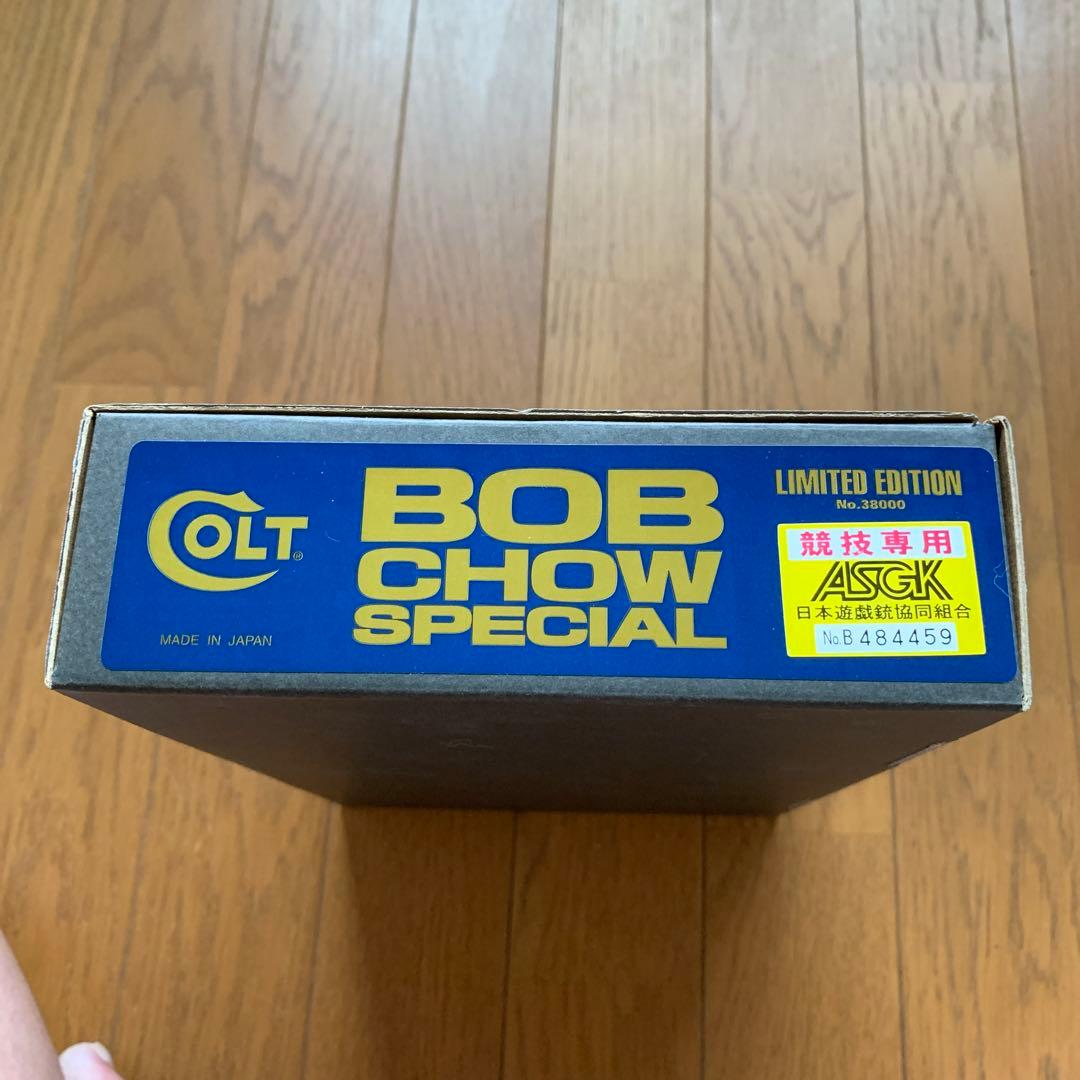 COLT®
MADE IN JAPAN
BOB
CHOW
SPECIAL
LIMITED EDITION
No.38000
競技専用
ASGK
日本遊戯銃協同組合
No.B 484459